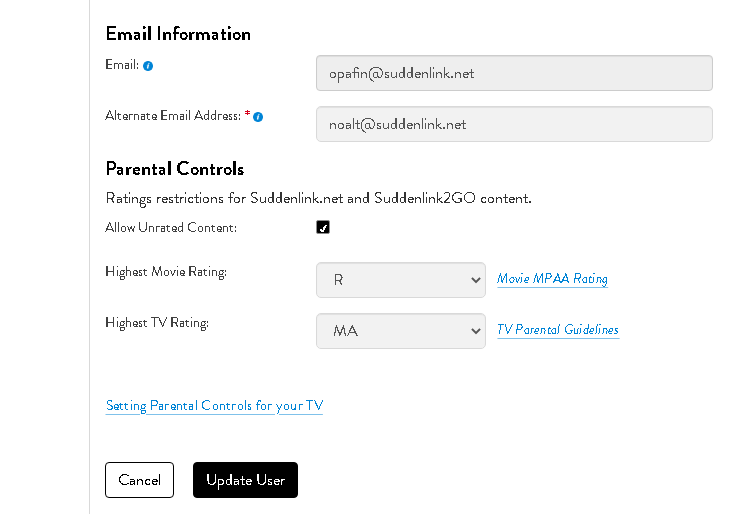 Email Information
Email:
opafin@suddenlink.net
Alternate Email Address: *
noalt@suddenlink.net
Parental Controls
Ratings restrictions for Suddenlink.net and Suddenlink2GO content.
Allow Unrated Content:
Highest Movie Rating:
R
Movie MPAA Rating
Highest TV Rating:
MA
TV Parental Guidelines
Setting Parental Controls for your TV
Cancel
Update User